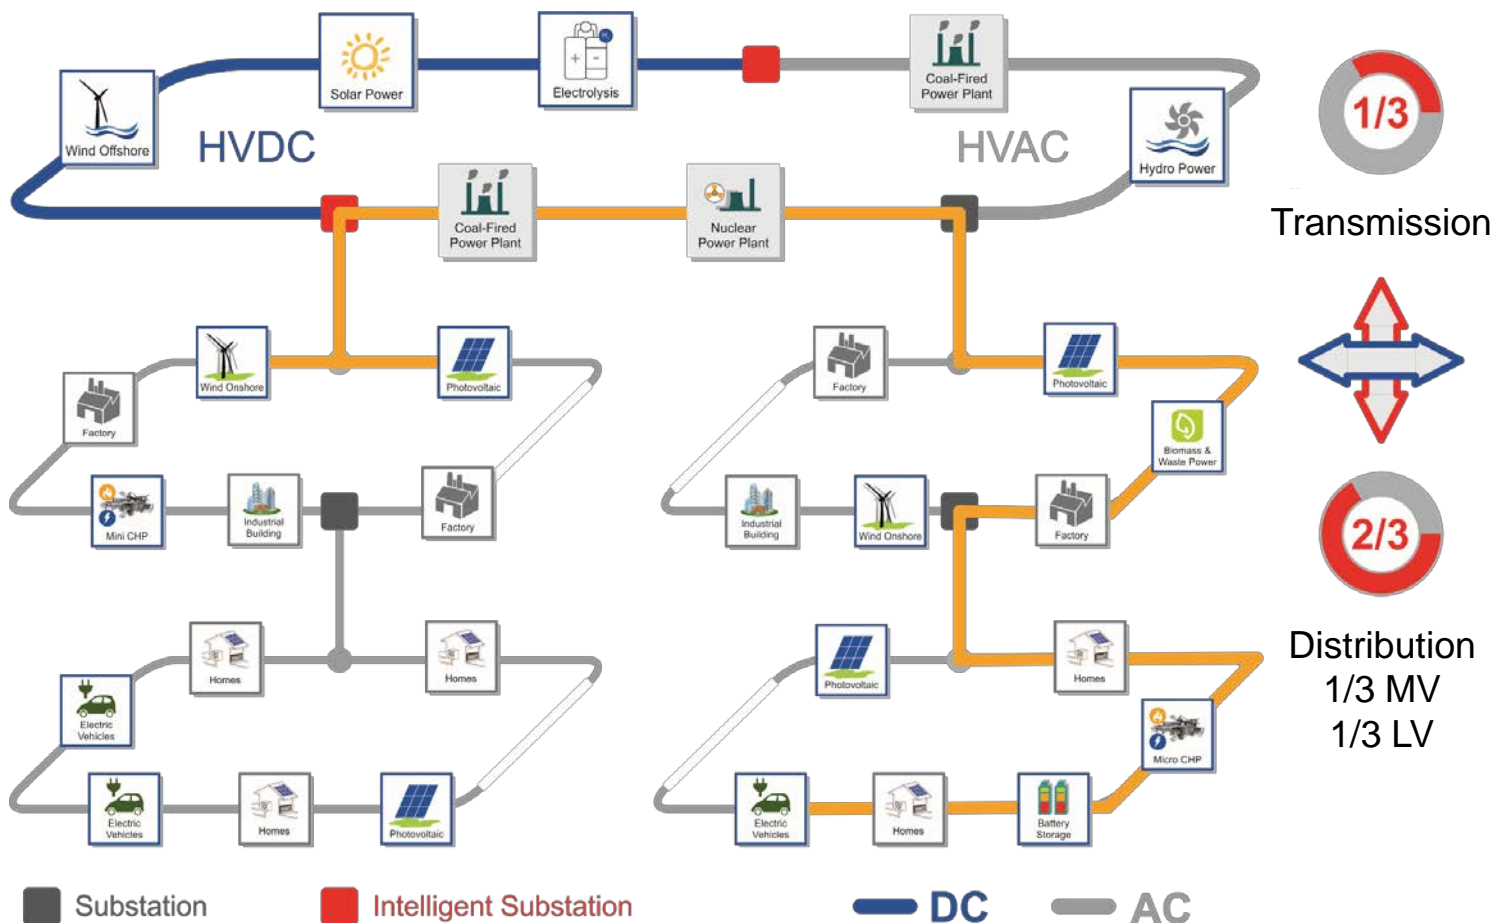 Solar Power
Electrolysis
H₂
+ -
Coal-Fired
Power Plant
1/3
Wind Offshore
HVDC
HVAC
Hydro Power
Transmission
Coal-Fired
Power Plant
Nuclear
Power Plant
Wind Onshore
Photovoltaic
Factory
Photovoltaic
Factory
Biomass &
Waste Power
Mini CHP
Industrial
Building
Factory
Industrial
Building
Wind Onshore
Factory
2/3
Distribution
1/3 MV
1/3 LV
Homes
Homes
Photovoltaic
Homes
Electric
Vehicles
Micro CHP
Electric
Vehicles
Homes
Photovoltaic
Electric
Vehicles
Homes
Battery
Storage
Substation
Intelligent Substation
DC
AC